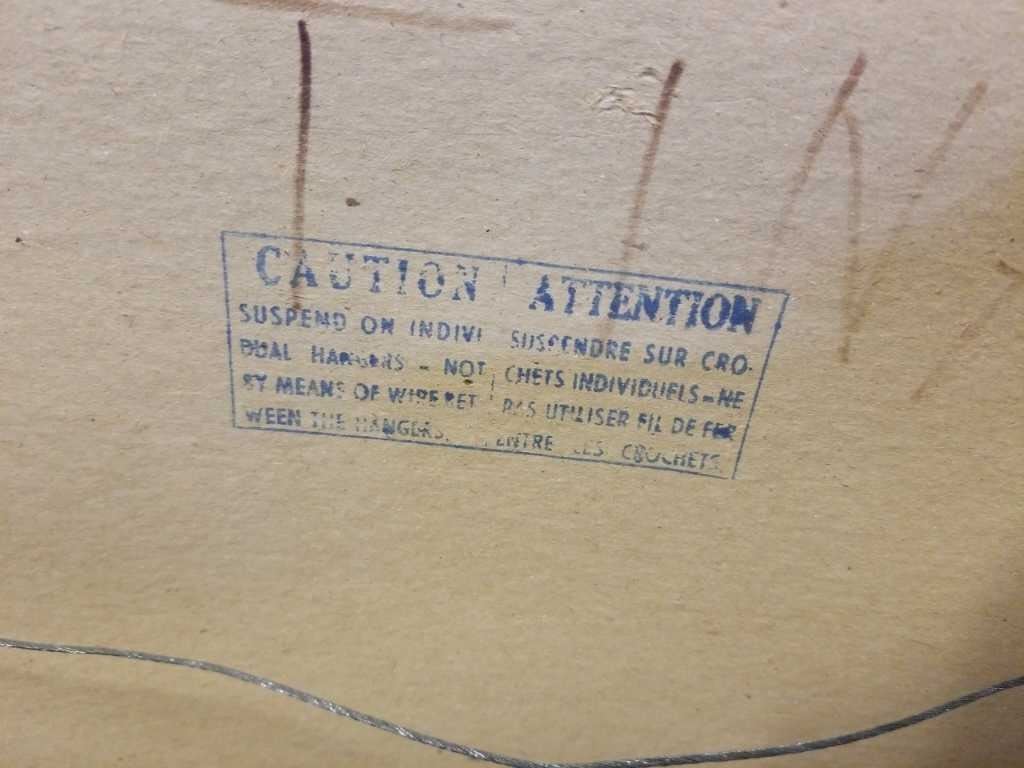 CAUTION
SUSPEND ON INDIVI
DUAL HANGERS - NOT
BY MEANS OF WIRE BET
WEEN THE HANGERS.
ATTENTION
SUSPENDRE SUR CRO-
CHETS INDIVIDUELS-NE
PAS UTILISER FIL DE FER
ENTRE LES CROCHETS